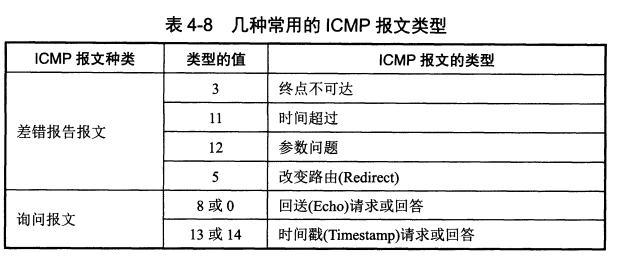 表 4-8 几种常用的 ICMP 报文类型
ICMP 报文种类 类型的值 ICMP 报文的类型
差错报告报文
3 终点不可达
11 时间超过
12 参数问题
5 改变路由(Redirect)
询问报文
8 或 0 回送(Echo)请求或回答
13 或 14 时间戳(Timestamp)请求或回答